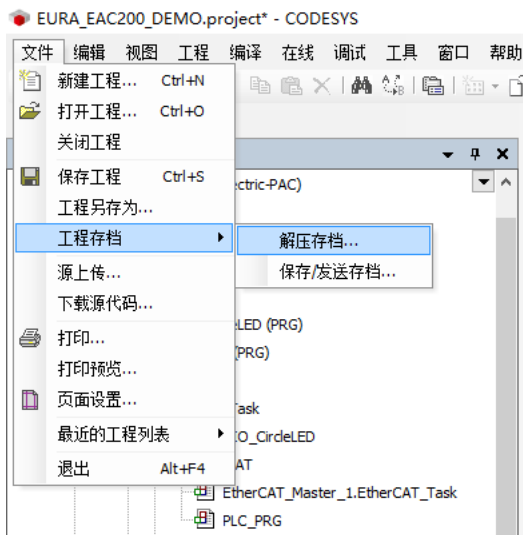 EURA_EAC200_DEMO.project* - CODESYS
文件 编辑 视图 工程 编译 在线 调试 工具 窗口 帮助
新建工程... Ctrl+N
打开工程... Ctrl+O
关闭工程
保存工程 Ctrl+S
ectric-PAC)
工程另存为...
工程存档 解压存档...
源上传... 保存/发送存档...
下载源代码...
LED (PRG)
打印...
(PRG)
打印预览...
页面设置...
ask
最近的工程列表
IO_CircleLED
退出 Alt+F4
AT
EtherCAT_Master_1.EtherCAT_Task
PLC_PRG